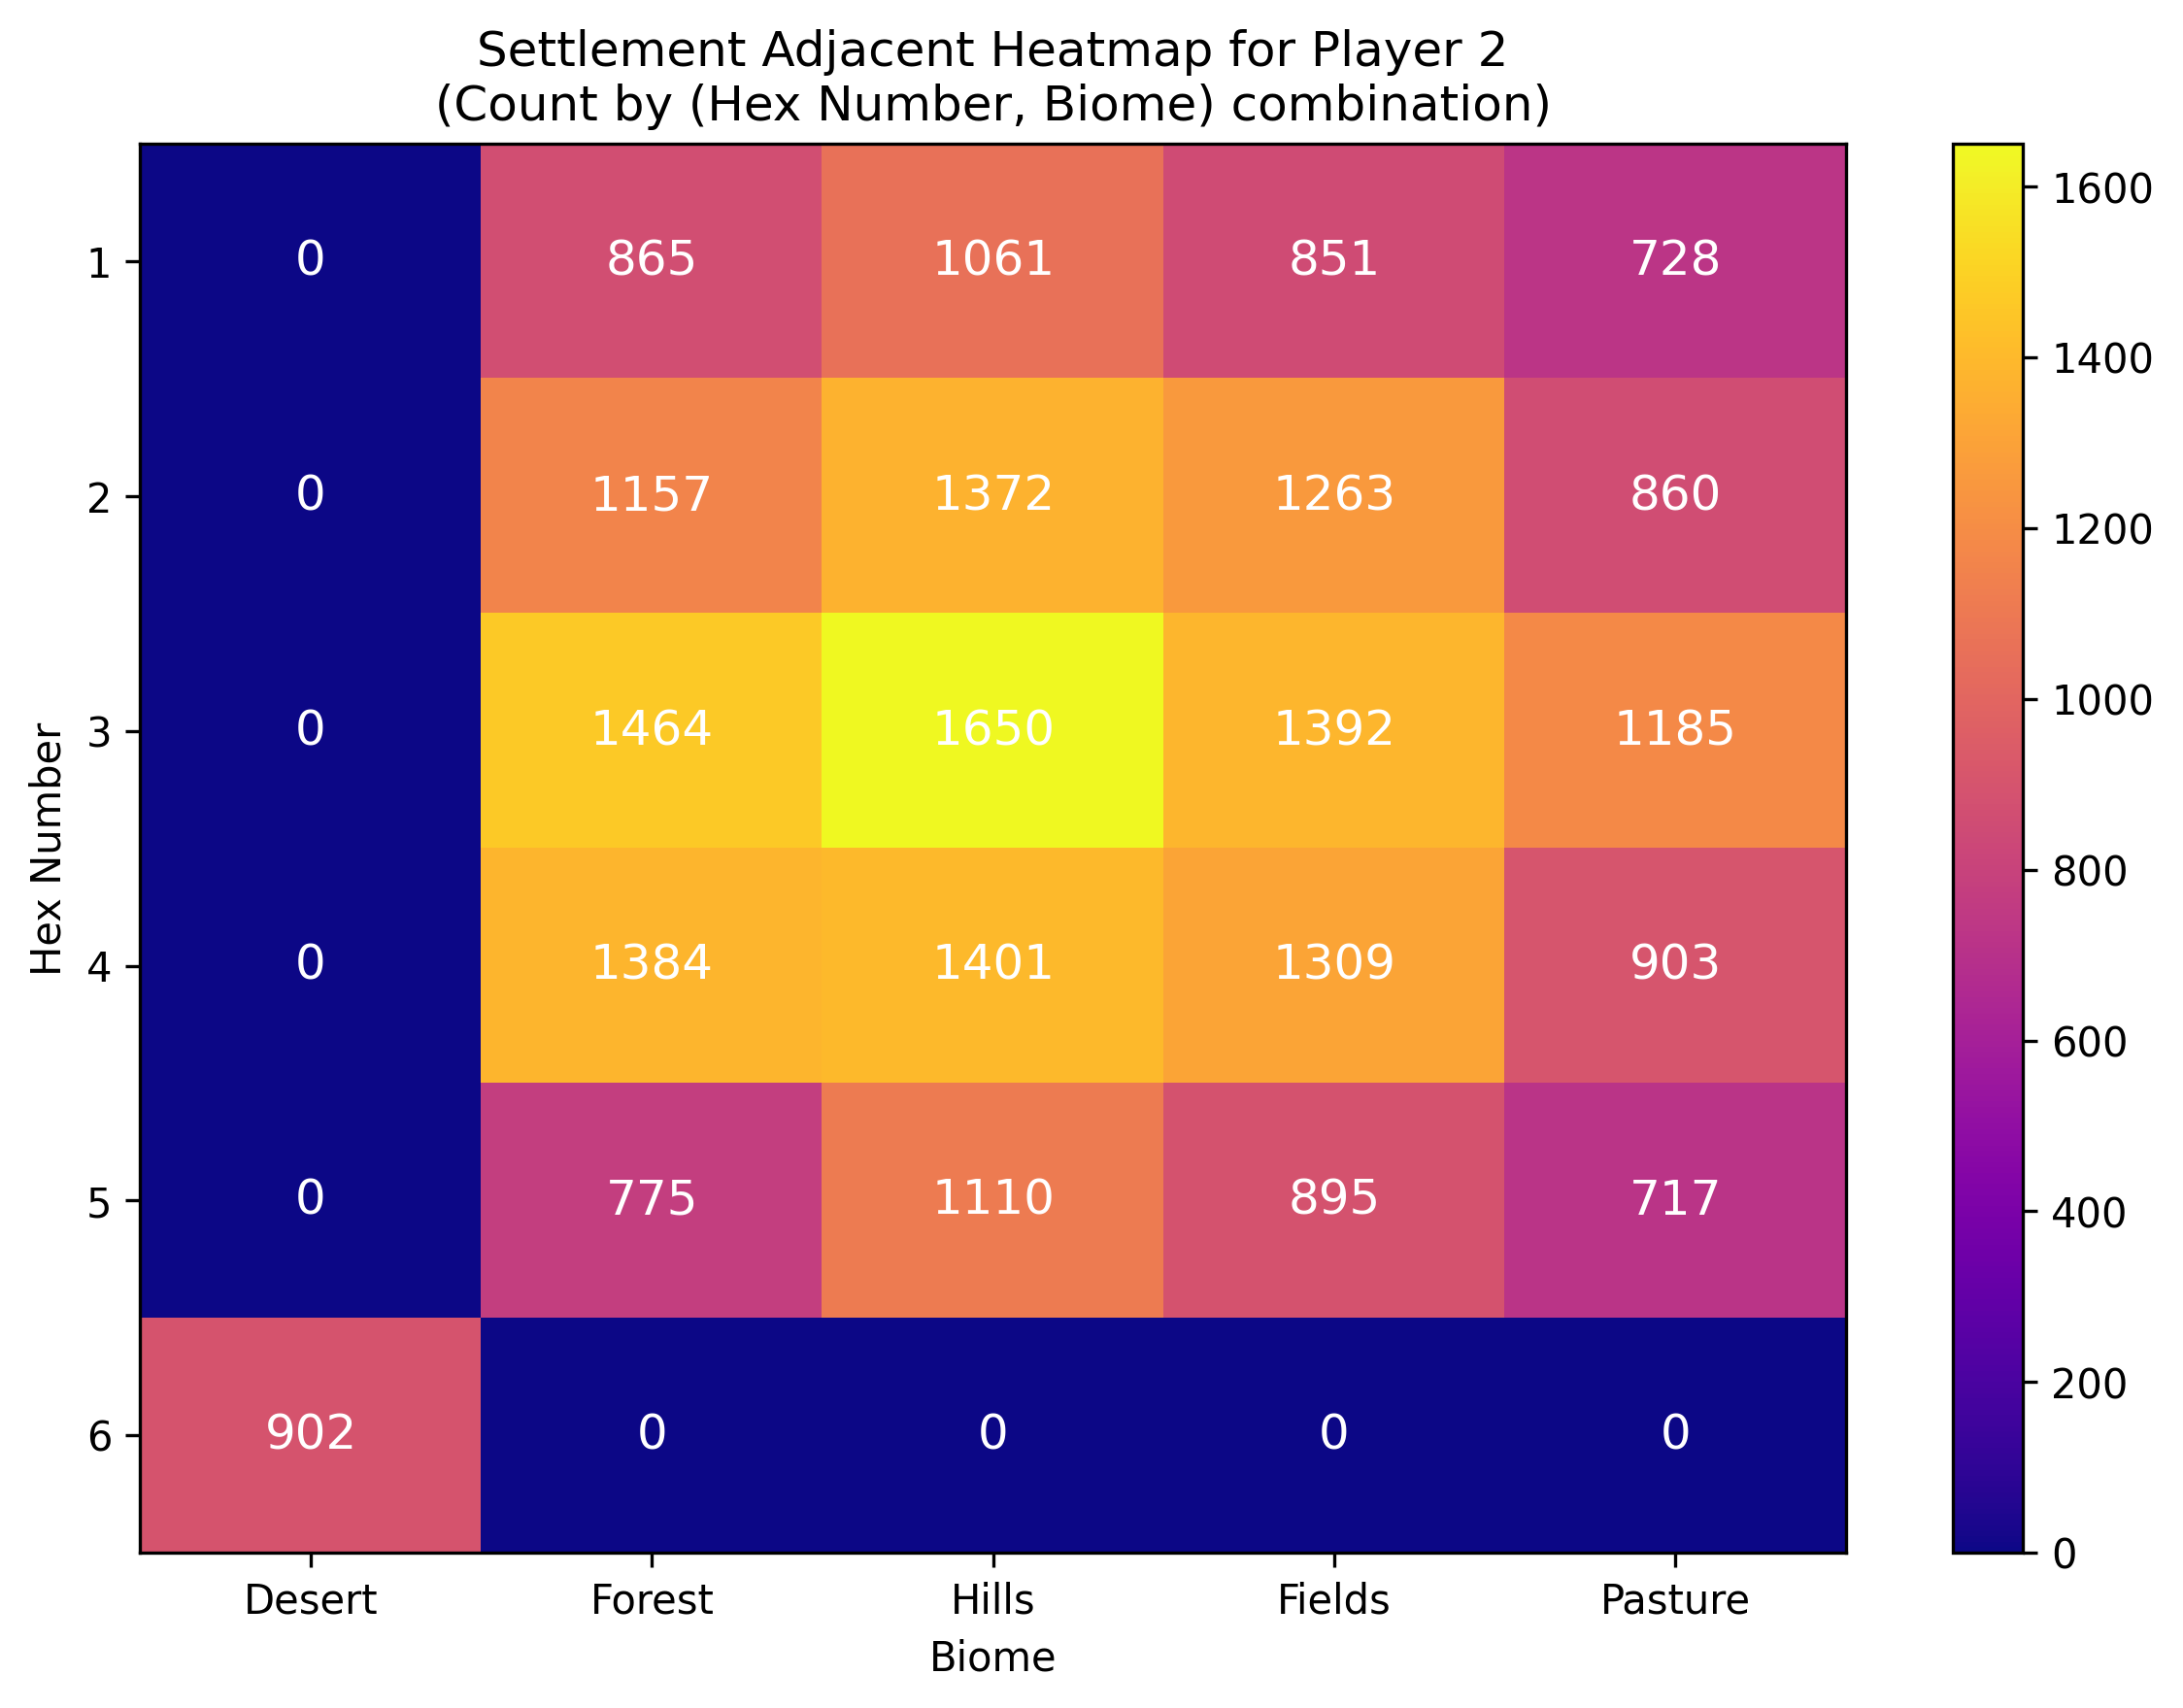 Settlement Adjacent Heatmap for Player 2
(Count by (Hex Number, Biome) combination)
1 0 865 1061 851 728
2 0 1157 1372 1263 860
3 0 1464 1650 1392 1185
4 0 1384 1401 1309 903
5 0 775 1110 895 717
6 902 0 0 0 0
Hex Number
Desert Forest Hills Fields Pasture
Biome
1600
1400
1200
1000
800
600
400
200
0